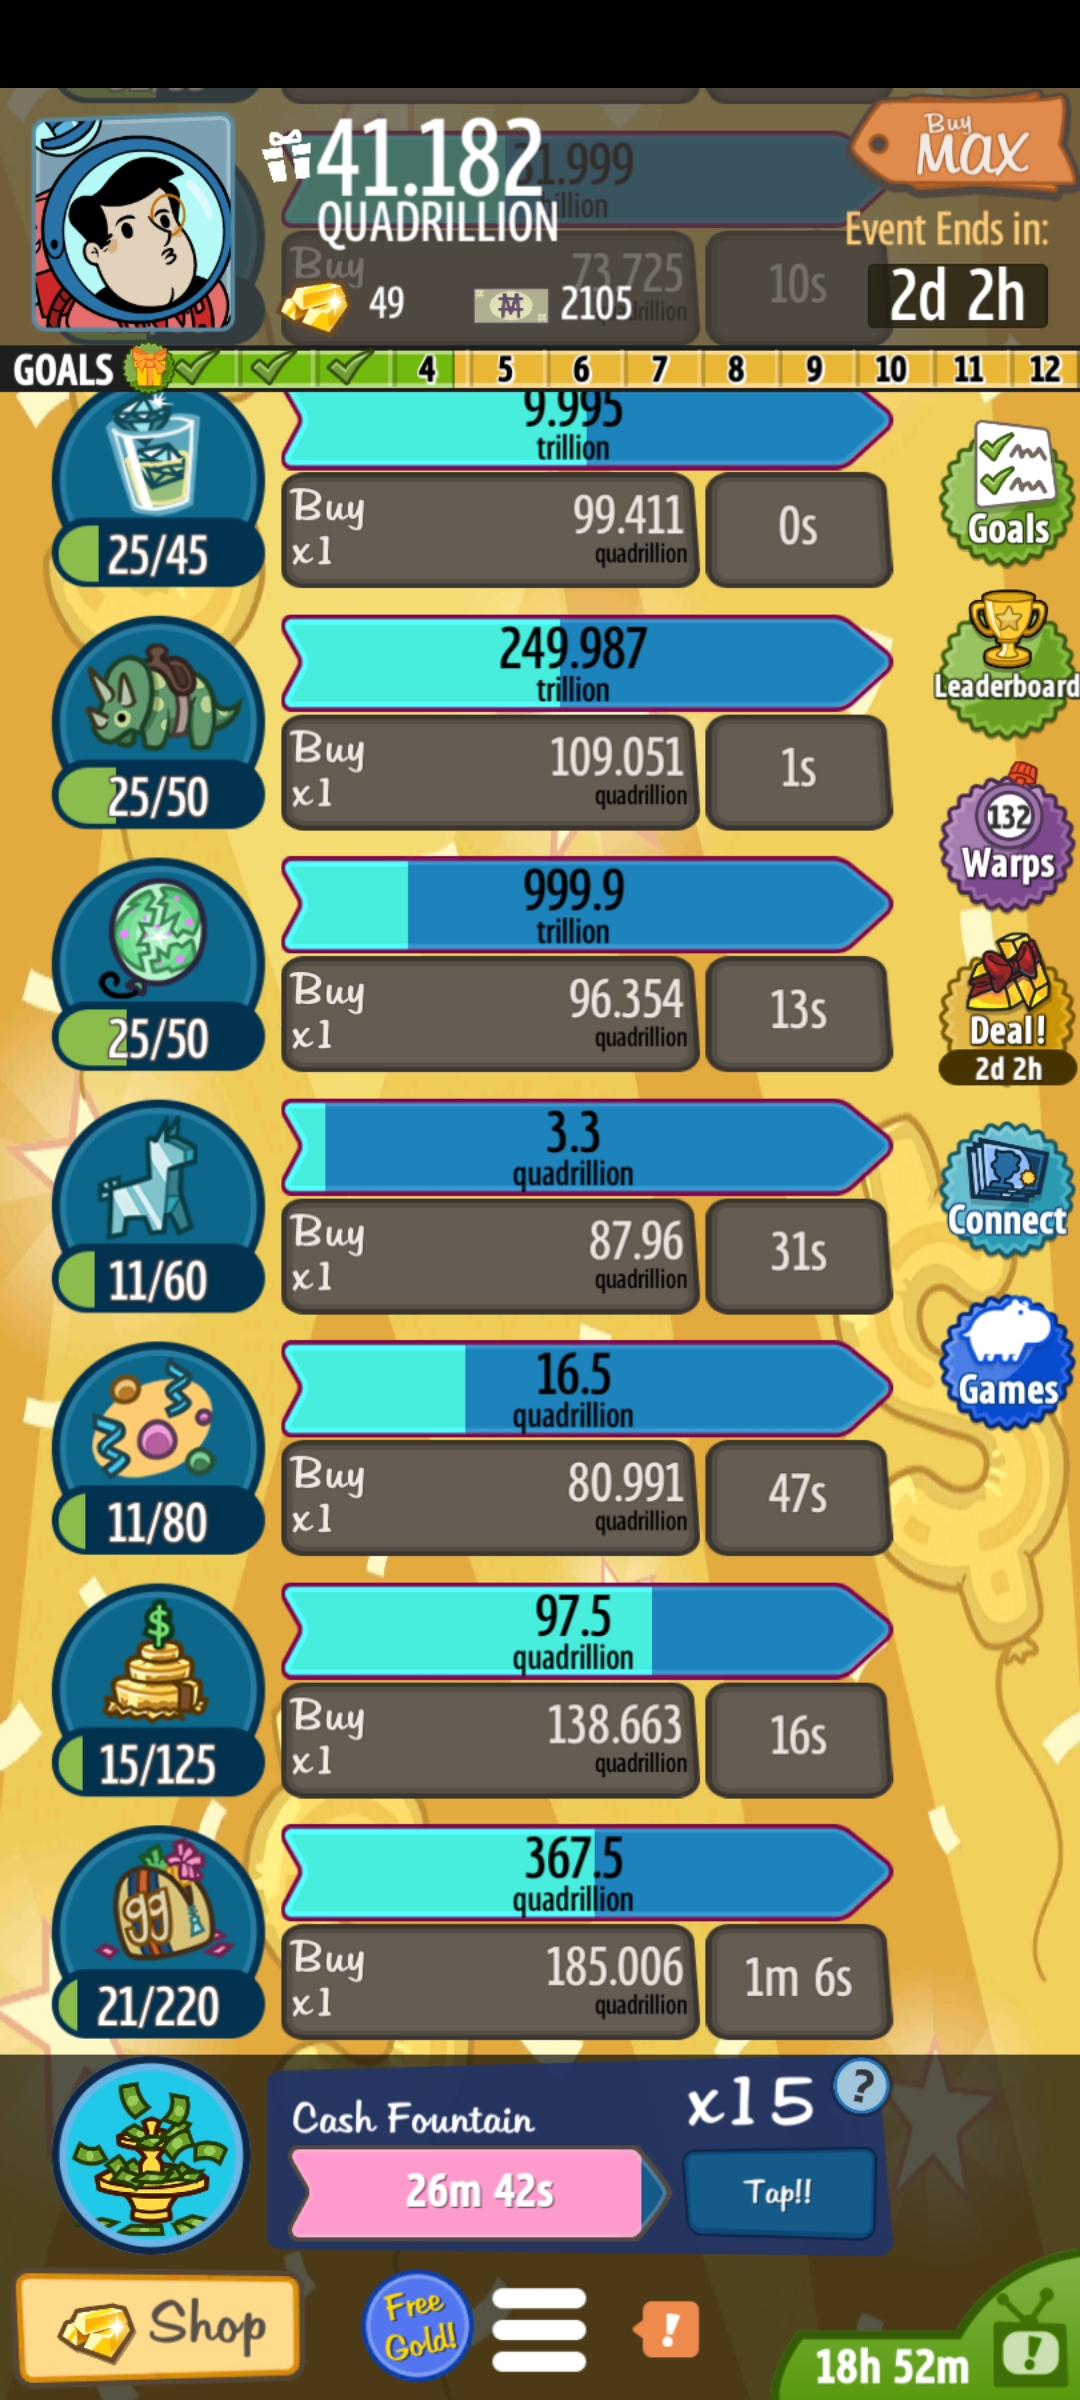 41.182
QUADRILLION
49
2105
Buy
MAX
Event Ends in:
2d 2h
Buy
73.725
10s
GOALS
4 5 6 7 8 9 10 11 12
9.995
trillion
Buy
x1
99.411
quadrillion
0s
25/45
Goals
249.987
trillion
Buy
x1
109.051
quadrillion
1s
25/50
Leaderboard
999.9
trillion
Buy
x1
96.354
quadrillion
13s
25/50
132
Warps
Deal!
2d 2h
3.3
quadrillion
Buy
x1
87.96
quadrillion
31s
11/60
Connect
16.5
quadrillion
Buy
x1
80.991
quadrillion
47s
11/80
Games
$
97.5
quadrillion
Buy
x1
138.663
quadrillion
16s
15/125
99
367.5
quadrillion
Buy
x1
185.006
quadrillion
1m 6s
21/220
Cash Fountain
x15
?
26m 42s
Tap!!
Shop
Free
Gold!
!
18h 52m
!